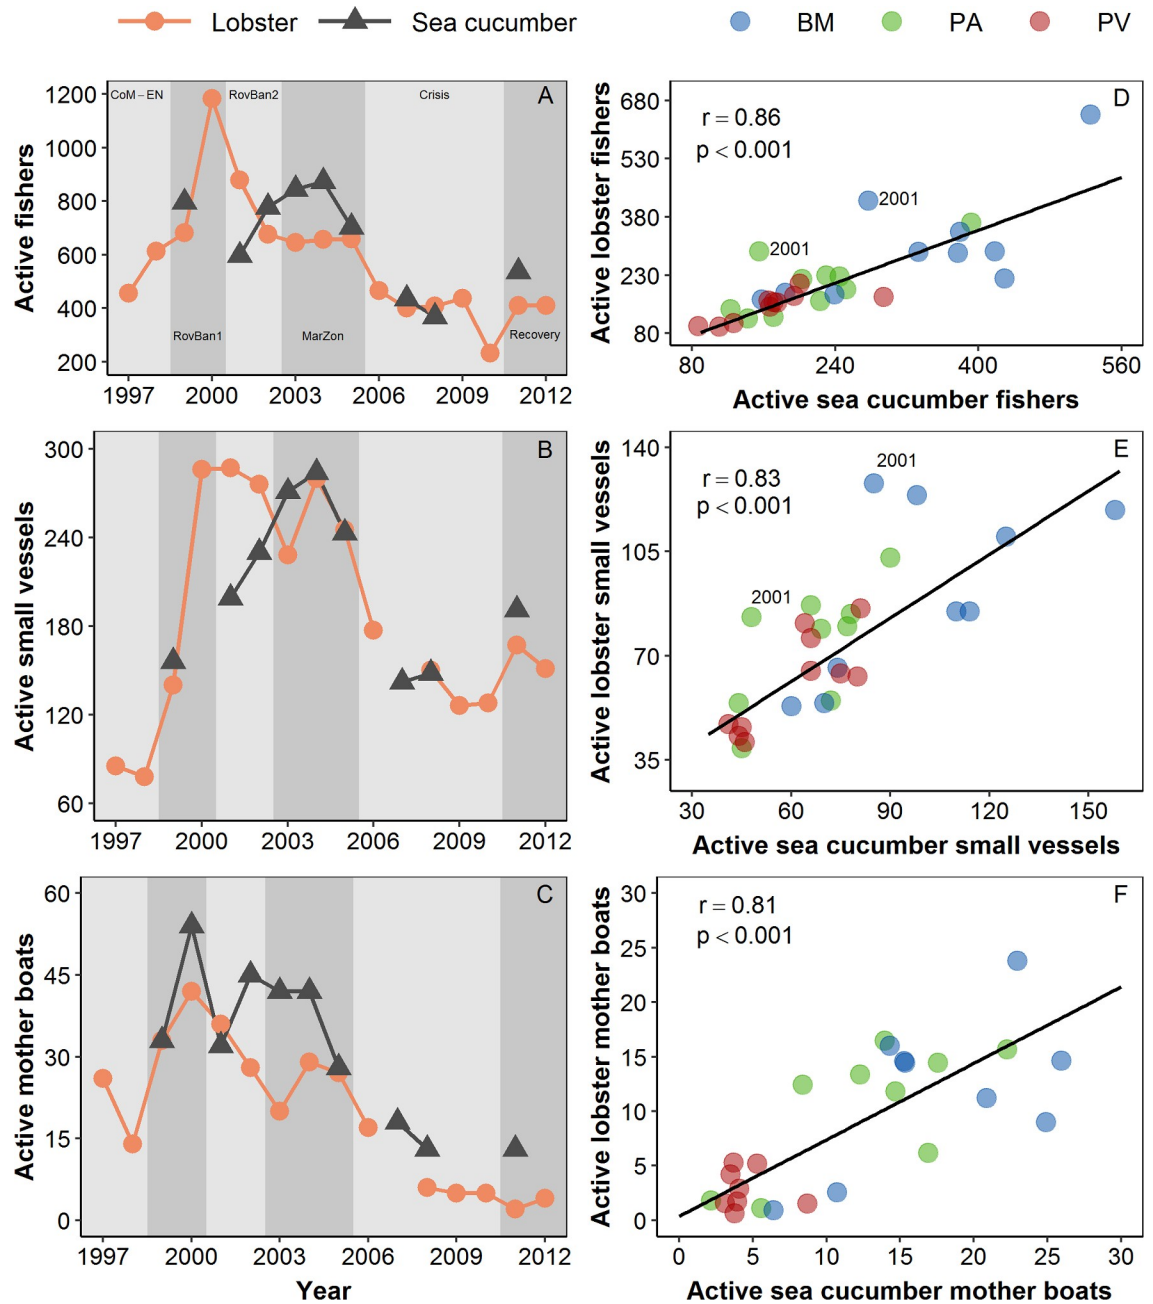 Lobster Sea cucumber BM PA PV
Active fishers
1200
1000
800
600
400
200
CoM – EN RovBan2 Crisis A
RovBan1 MarZon Recovery
1997 2000 2003 2006 2009 2012
Active lobster fishers
680
530
380
230
80
r = 0.86
p < 0.001
D
2001
2001
80 240 400 560
Active sea cucumber fishers
Active small vessels
300
240
180
120
60
B
1997 2000 2003 2006 2009 2012
Active lobster small vessels
140
105
70
35
r = 0.83
p < 0.001
E
2001
2001
30 60 90 120 150
Active sea cucumber small vessels
Active mother boats
60
45
30
15
0
C
1997 2000 2003 2006 2009 2012
Year
Active lobster mother boats
30
25
20
15
10
5
0
r = 0.81
p < 0.001
F
0 5 10 15 20 25 30
Active sea cucumber mother boats